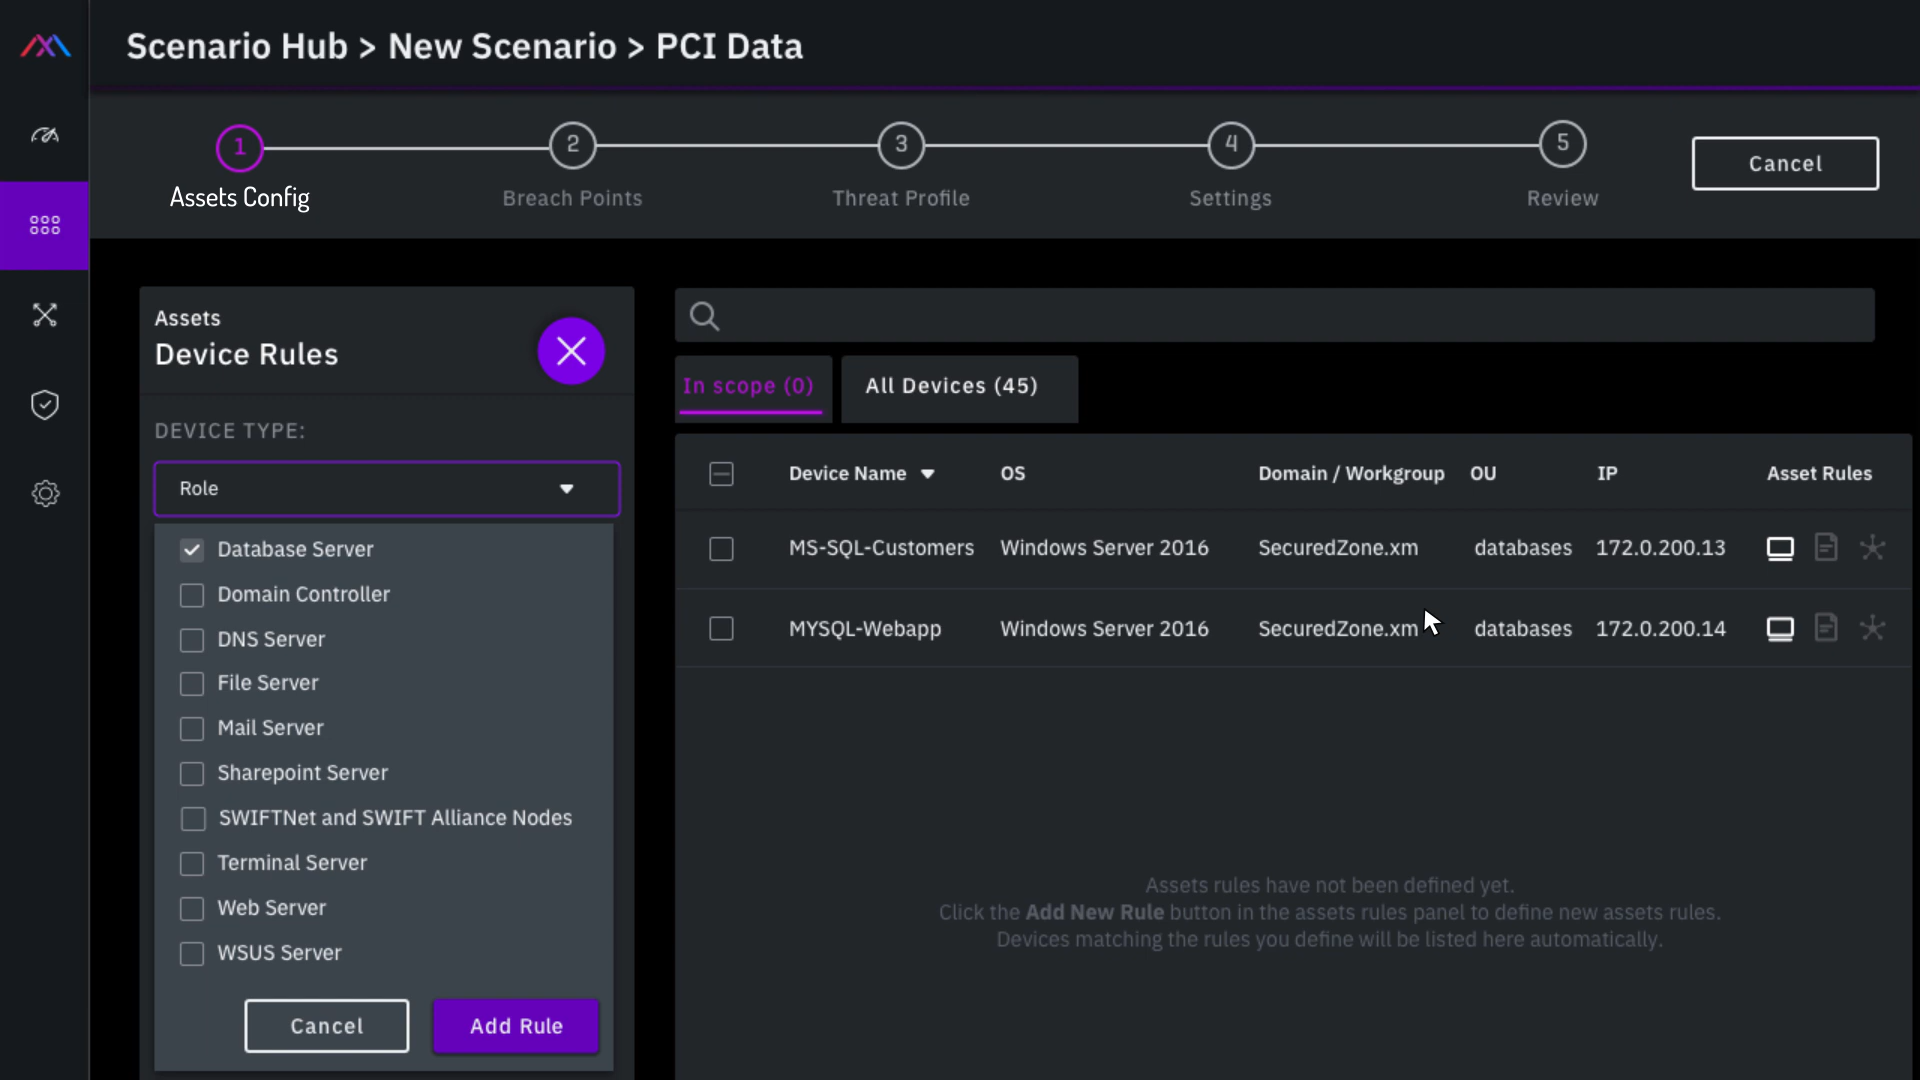 Scenario Hub > New Scenario > PCI Data
1
2
3
4
5
Assets Config
Breach Points
Threat Profile
Settings
Review
Cancel
Assets
Device Rules
DEVICE TYPE:
Role
Database Server
Domain Controller
DNS Server
File Server
Mail Server
Sharepoint Server
SWIFTNet and SWIFT Alliance Nodes
Terminal Server
Web Server
WSUS Server
Cancel
Add Rule
In scope (0)
All Devices (45)
Device Name OS Domain / Workgroup OU IP Asset Rules
MS-SQL-Customers Windows Server 2016 SecuredZone.xm databases 172.0.200.13
MYSQL-Webapp Windows Server 2016 SecuredZone.xm databases 172.0.200.14
Assets rules have not been defined yet.
Click the Add New Rule button in the assets rules panel to define new assets rules.
Devices matching the rules you define will be listed here automatically.